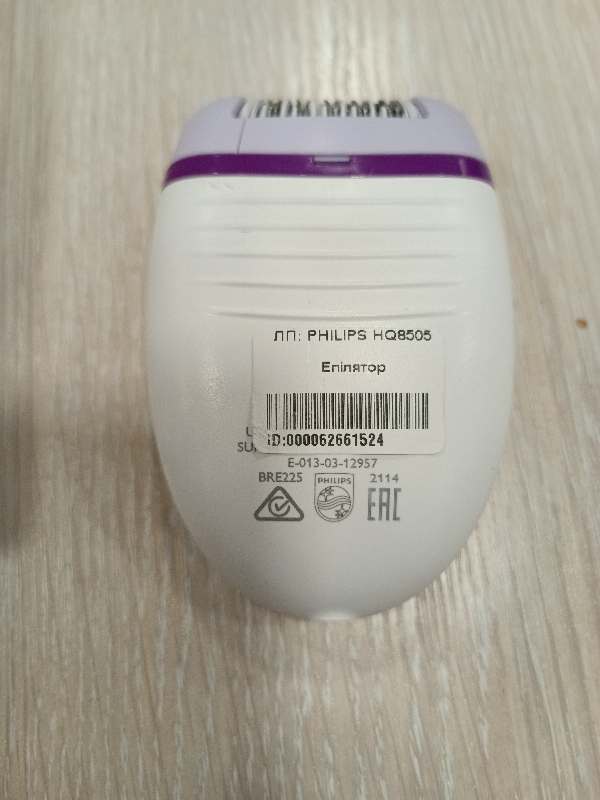 ЛП: PHILIPS HQ8505
Епілятор
ID:000062661524
E-013-03-12957
BRE225
PHILIPS
2114
EAC